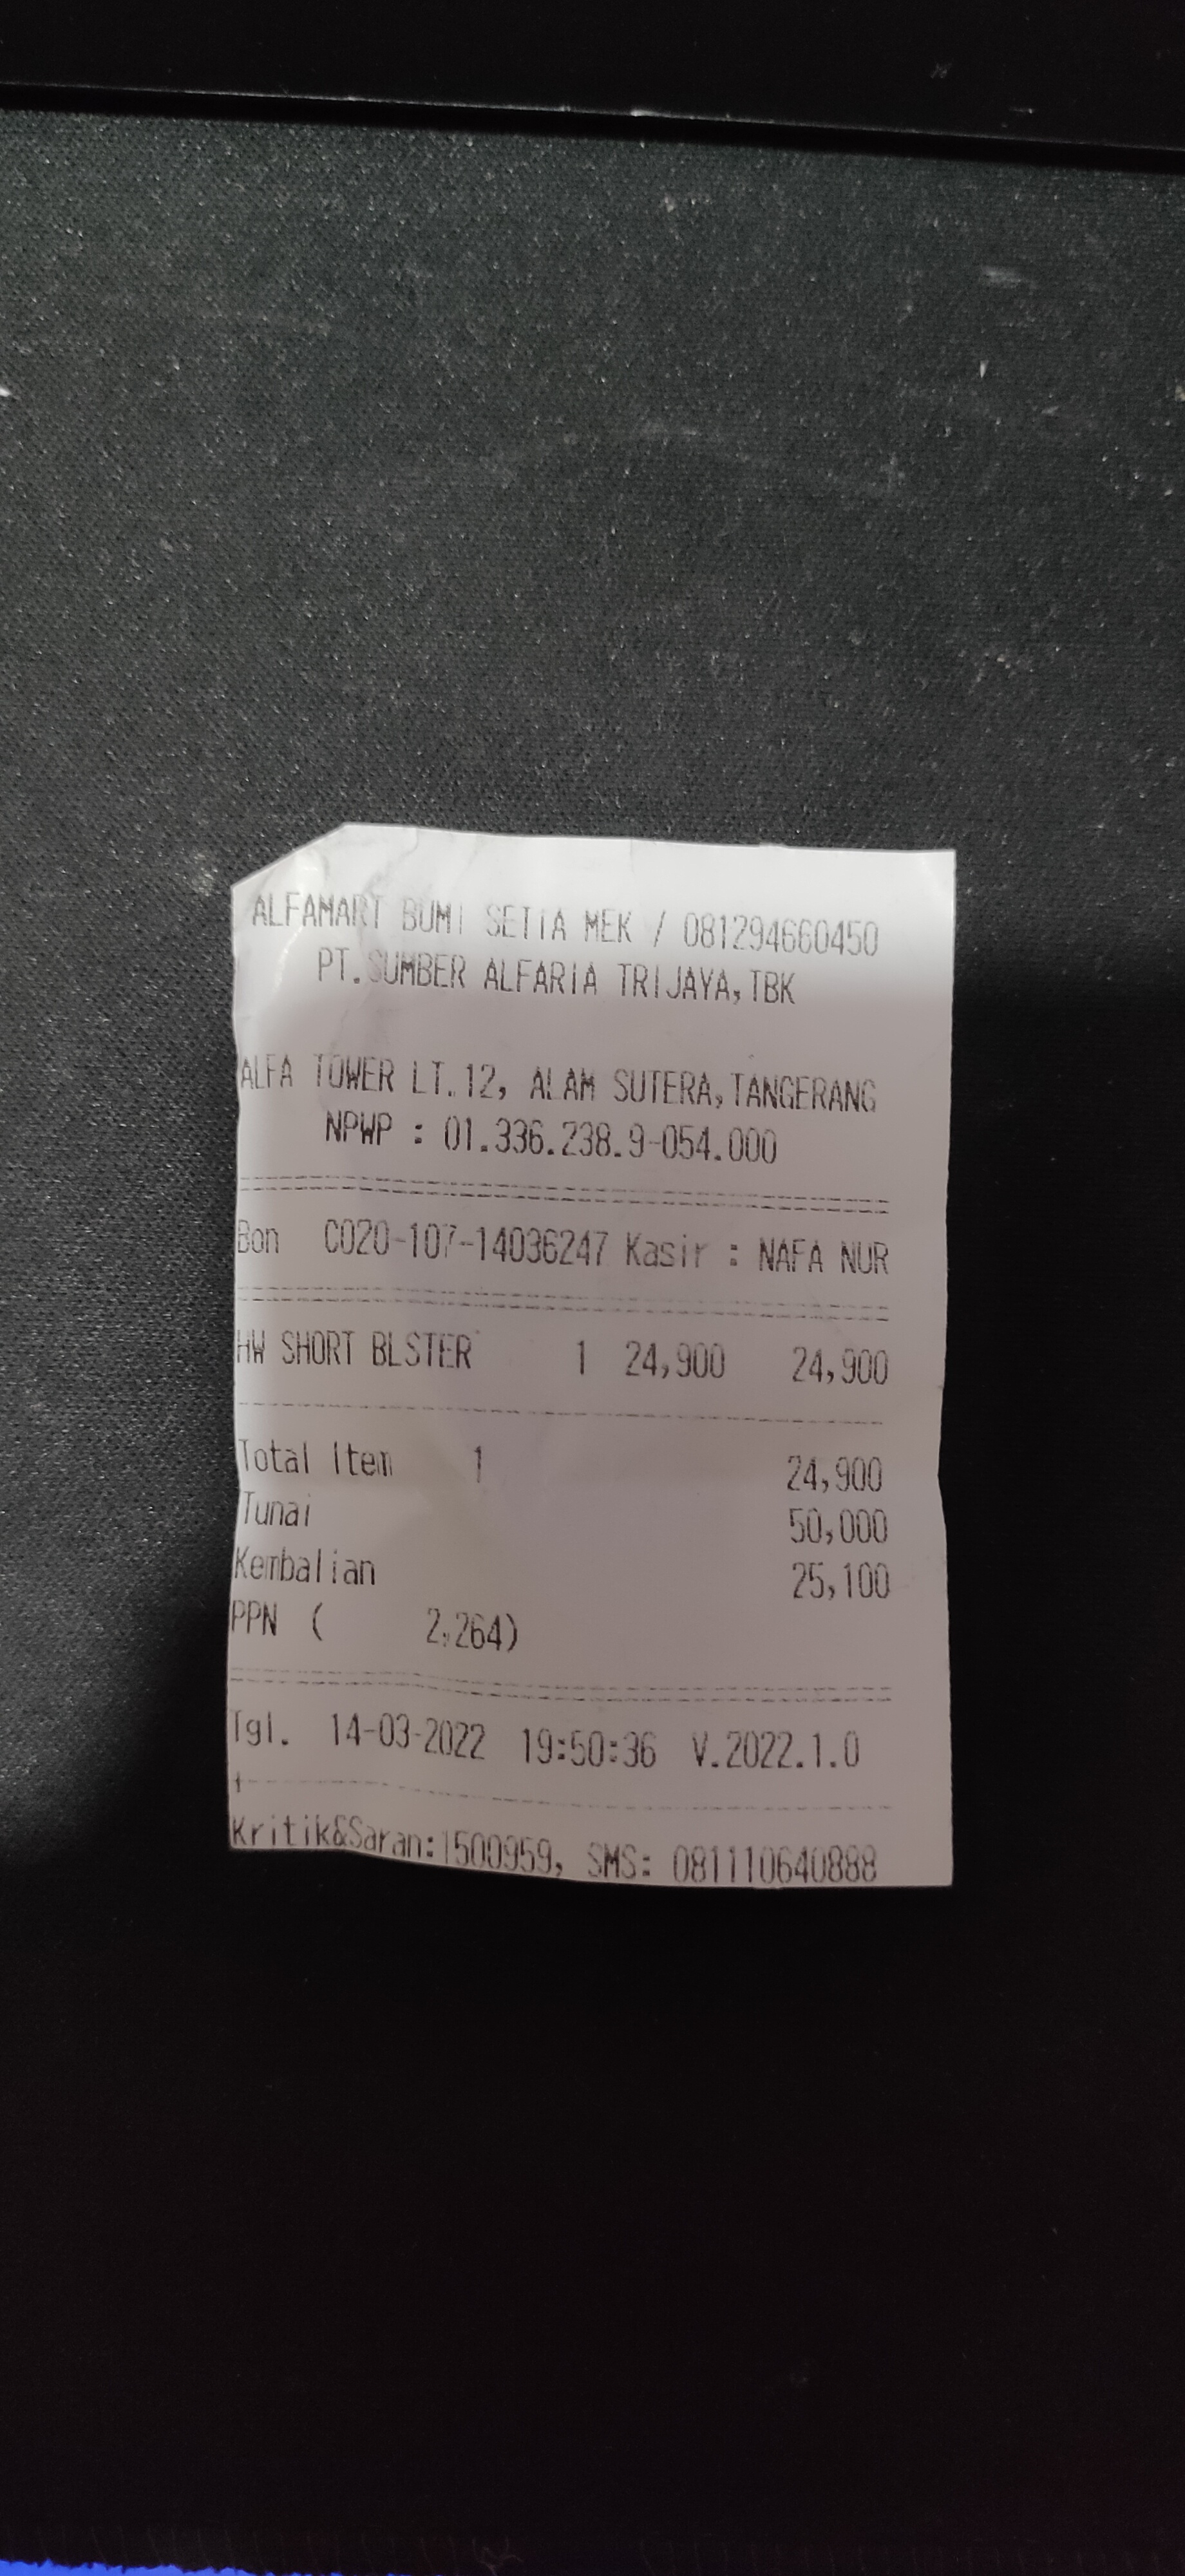 ALFAMART BUMI SETIA MEK / 081294660450
PT.SUMBER ALFARIA TRIJAYA,TBK
ALFA TOWER LT.12, ALAM SUTERA,TANGERANG
NPWP : 01.336.238.9-054.000
Bon C020-107-14036247 Kasir : NAFA NUR
HW SHORT BLSTER 1 24,900 24,900
Total Item 1 24,900
Tunai 50,000
Kembalian 25,100
PPN ( 2,264)
Tgl. 14-03-2022 19:50:36 V.2022.1.0
Kritik&Saran:1500959, SMS: 081110640888